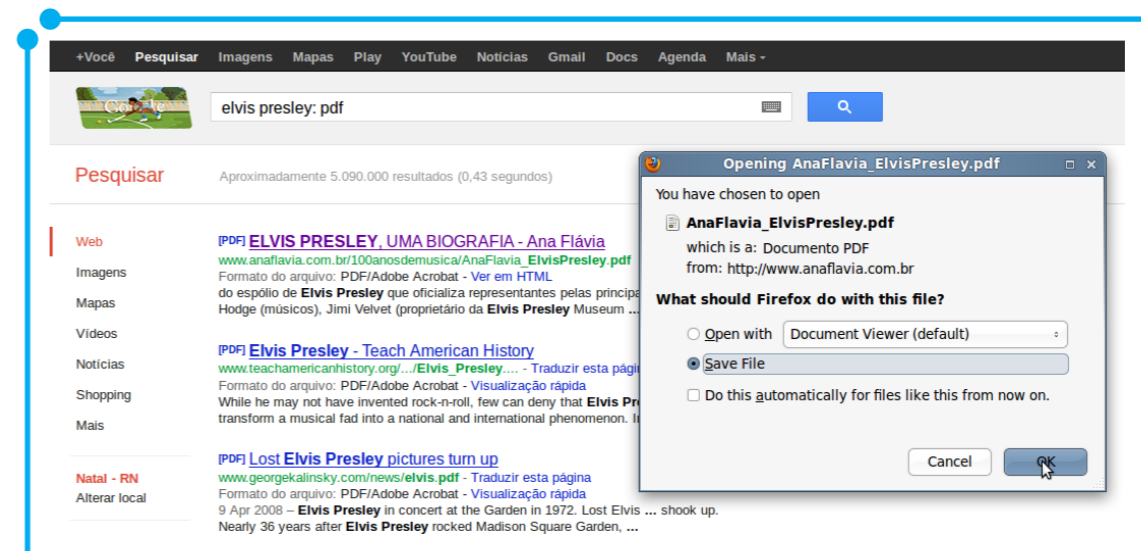 +Você Pesquisar Imagens Mapas Play YouTube Notícias Gmail Docs Agenda Mais
Google
elvis presley: pdf
Pesquisar
Aproximadamente 5.090.000 resultados (0,43 segundos)
Web
Imagens
Mapas
Vídeos
Notícias
Shopping
Mais
Natal - RN
Alterar local
[PDF] ELVIS PRESLEY, UMA BIOGRAFIA - Ana Flávia
www.anaflavia.com.br/100anosdemusica/AnaFlavia_ElvisPresley.pdf
Formato do arquivo: PDF/Adobe Acrobat - Ver em HTML
do espólio de Elvis Presley que oficializa representantes pelas
Hodge (músicos), Jimi Velvet (proprietário da Elvis Presley Museum ...
[PDF] Elvis Presley - Teach American History
www.teachamericanhistory.org/.../Elvis_Presley.... - Traduzir esta
Formato do arquivo: PDF/Adobe Acrobat - Visualização rápida
While he may not have invented rock-n-roll, few can deny that Elvis
transform a musical fad into a national and international phenomenon.
[PDF] Lost Elvis Presley pictures turn up
www.georgekalinsky.com/news/elvis.pdf - Traduzir esta página
Formato do arquivo: PDF/Adobe Acrobat - Visualização rápida
9 Apr 2008 – Elvis Presley in concert at the Garden in 1972. Lost Elvis ... shook up.
Nearly 36 years after Elvis Presley rocked Madison Square Garden, ...
Opening AnaFlavia_ElvisPresley.pdf
You have chosen to open
AnaFlavia_ElvisPresley.pdf
which is a: Documento PDF
from: http://www.anaflavia.com.br
What should Firefox do with this file?
Open with Document Viewer (default)
Save File
Do this automatically for files like this from now on.
Cancel OK